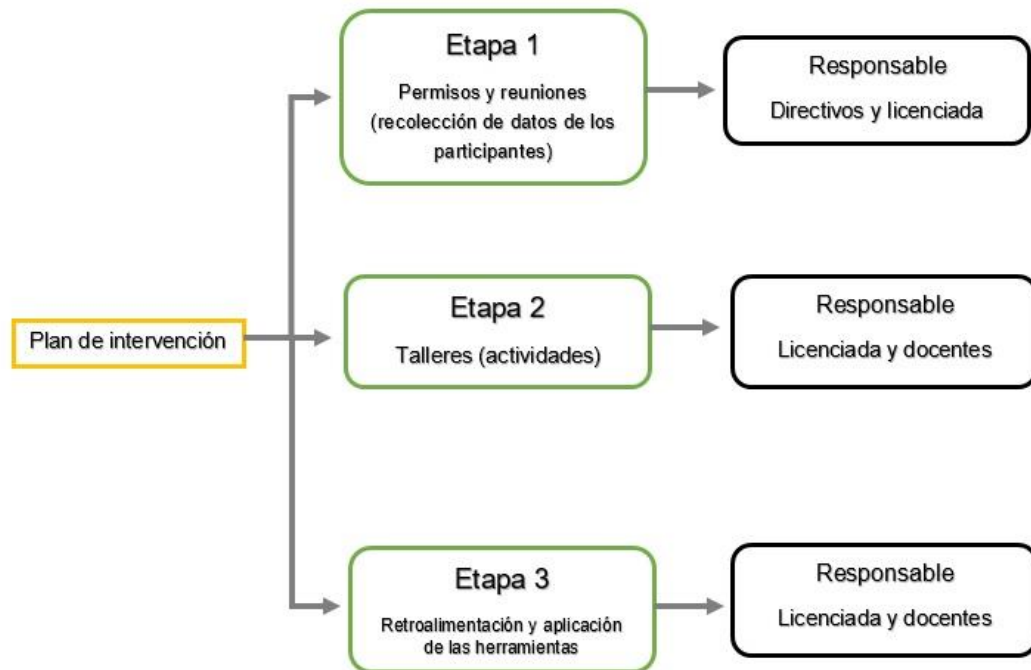 Etapa 1
Permisos y reuniones
(recolección de datos de los
participantes)
Responsable
Directivos y licenciada
Plan de intervención
Etapa 2
Talleres (actividades)
Responsable
Licenciada y docentes
Etapa 3
Retroalimentación y aplicación
de las herramientas
Responsable
Licenciada y docentes